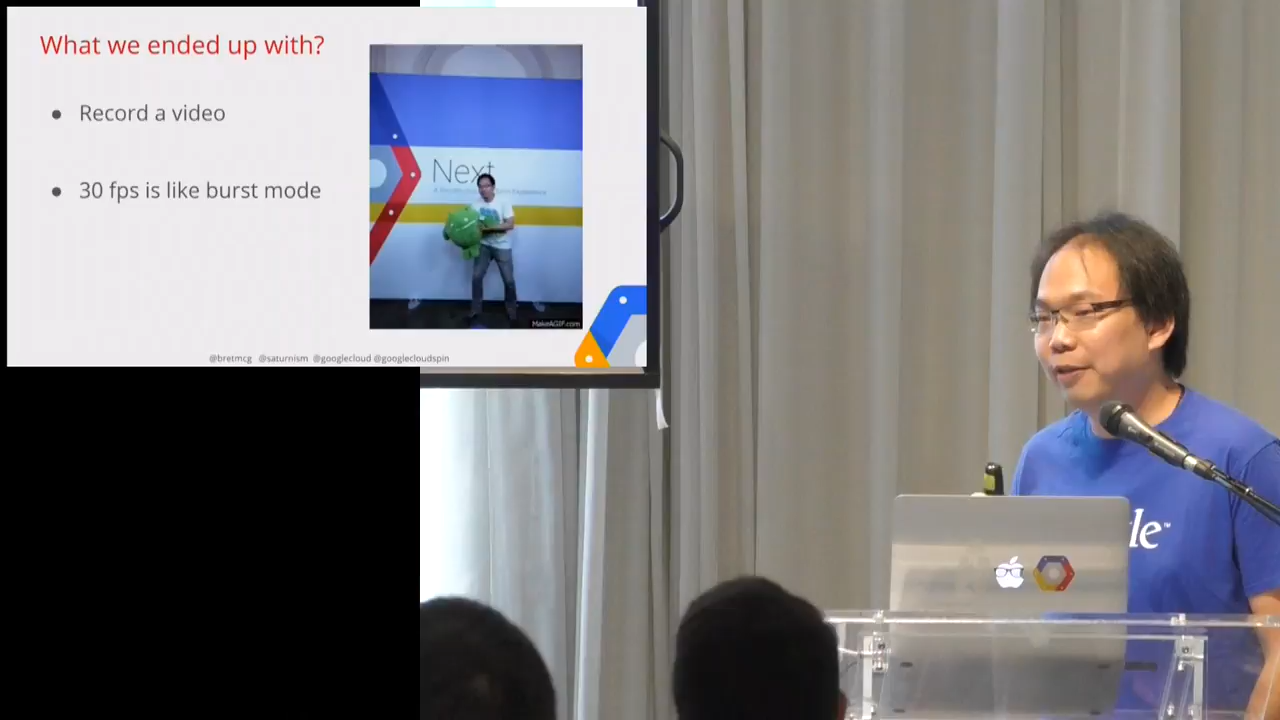 What we ended up with?
● Record a video
● 30 fps is like burst mode
Next
MakeAGIF.com
@bretmcg @saturnism @googlecloud @googlecloudspin
le™